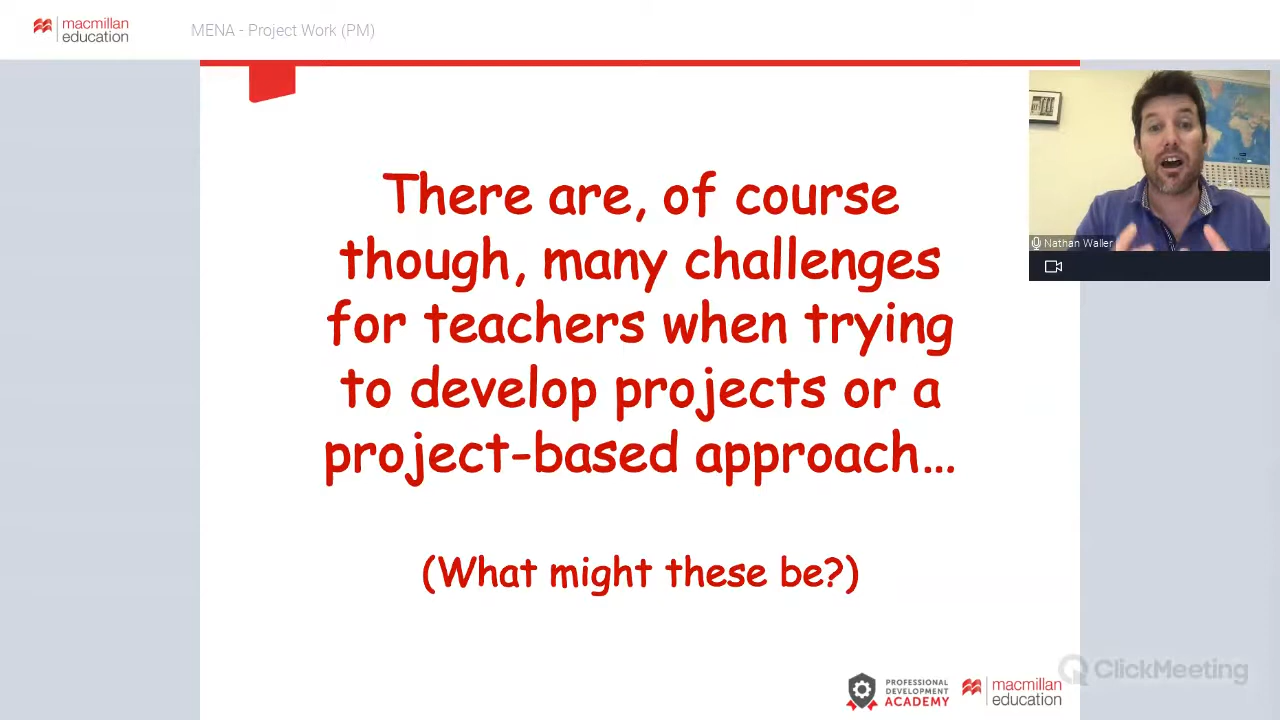 macmillan
education
MENA - Project Work (PM)
There are, of course
though, many challenges
for teachers when trying
to develop projects or a
project-based approach...
(What might these be?)
Nathan Waller
PROFESSIONAL
DEVELOPMENT
ACADEMY
macmillan
education
ClickMeeting